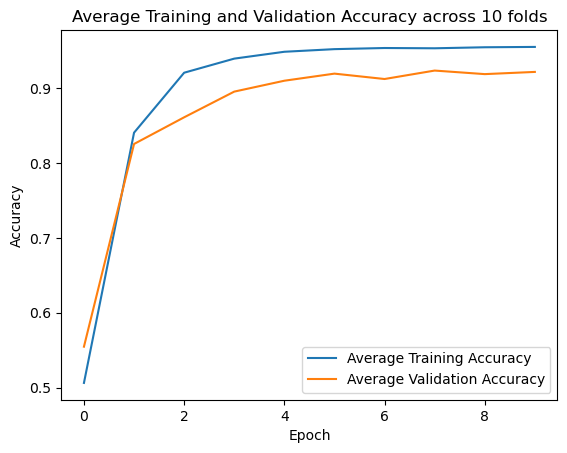 Average Training and Validation Accuracy across 10 folds
Accuracy
0.9
0.8
0.7
0.6
0.5
Average Training Accuracy
Average Validation Accuracy
0 2 4 6 8
Epoch